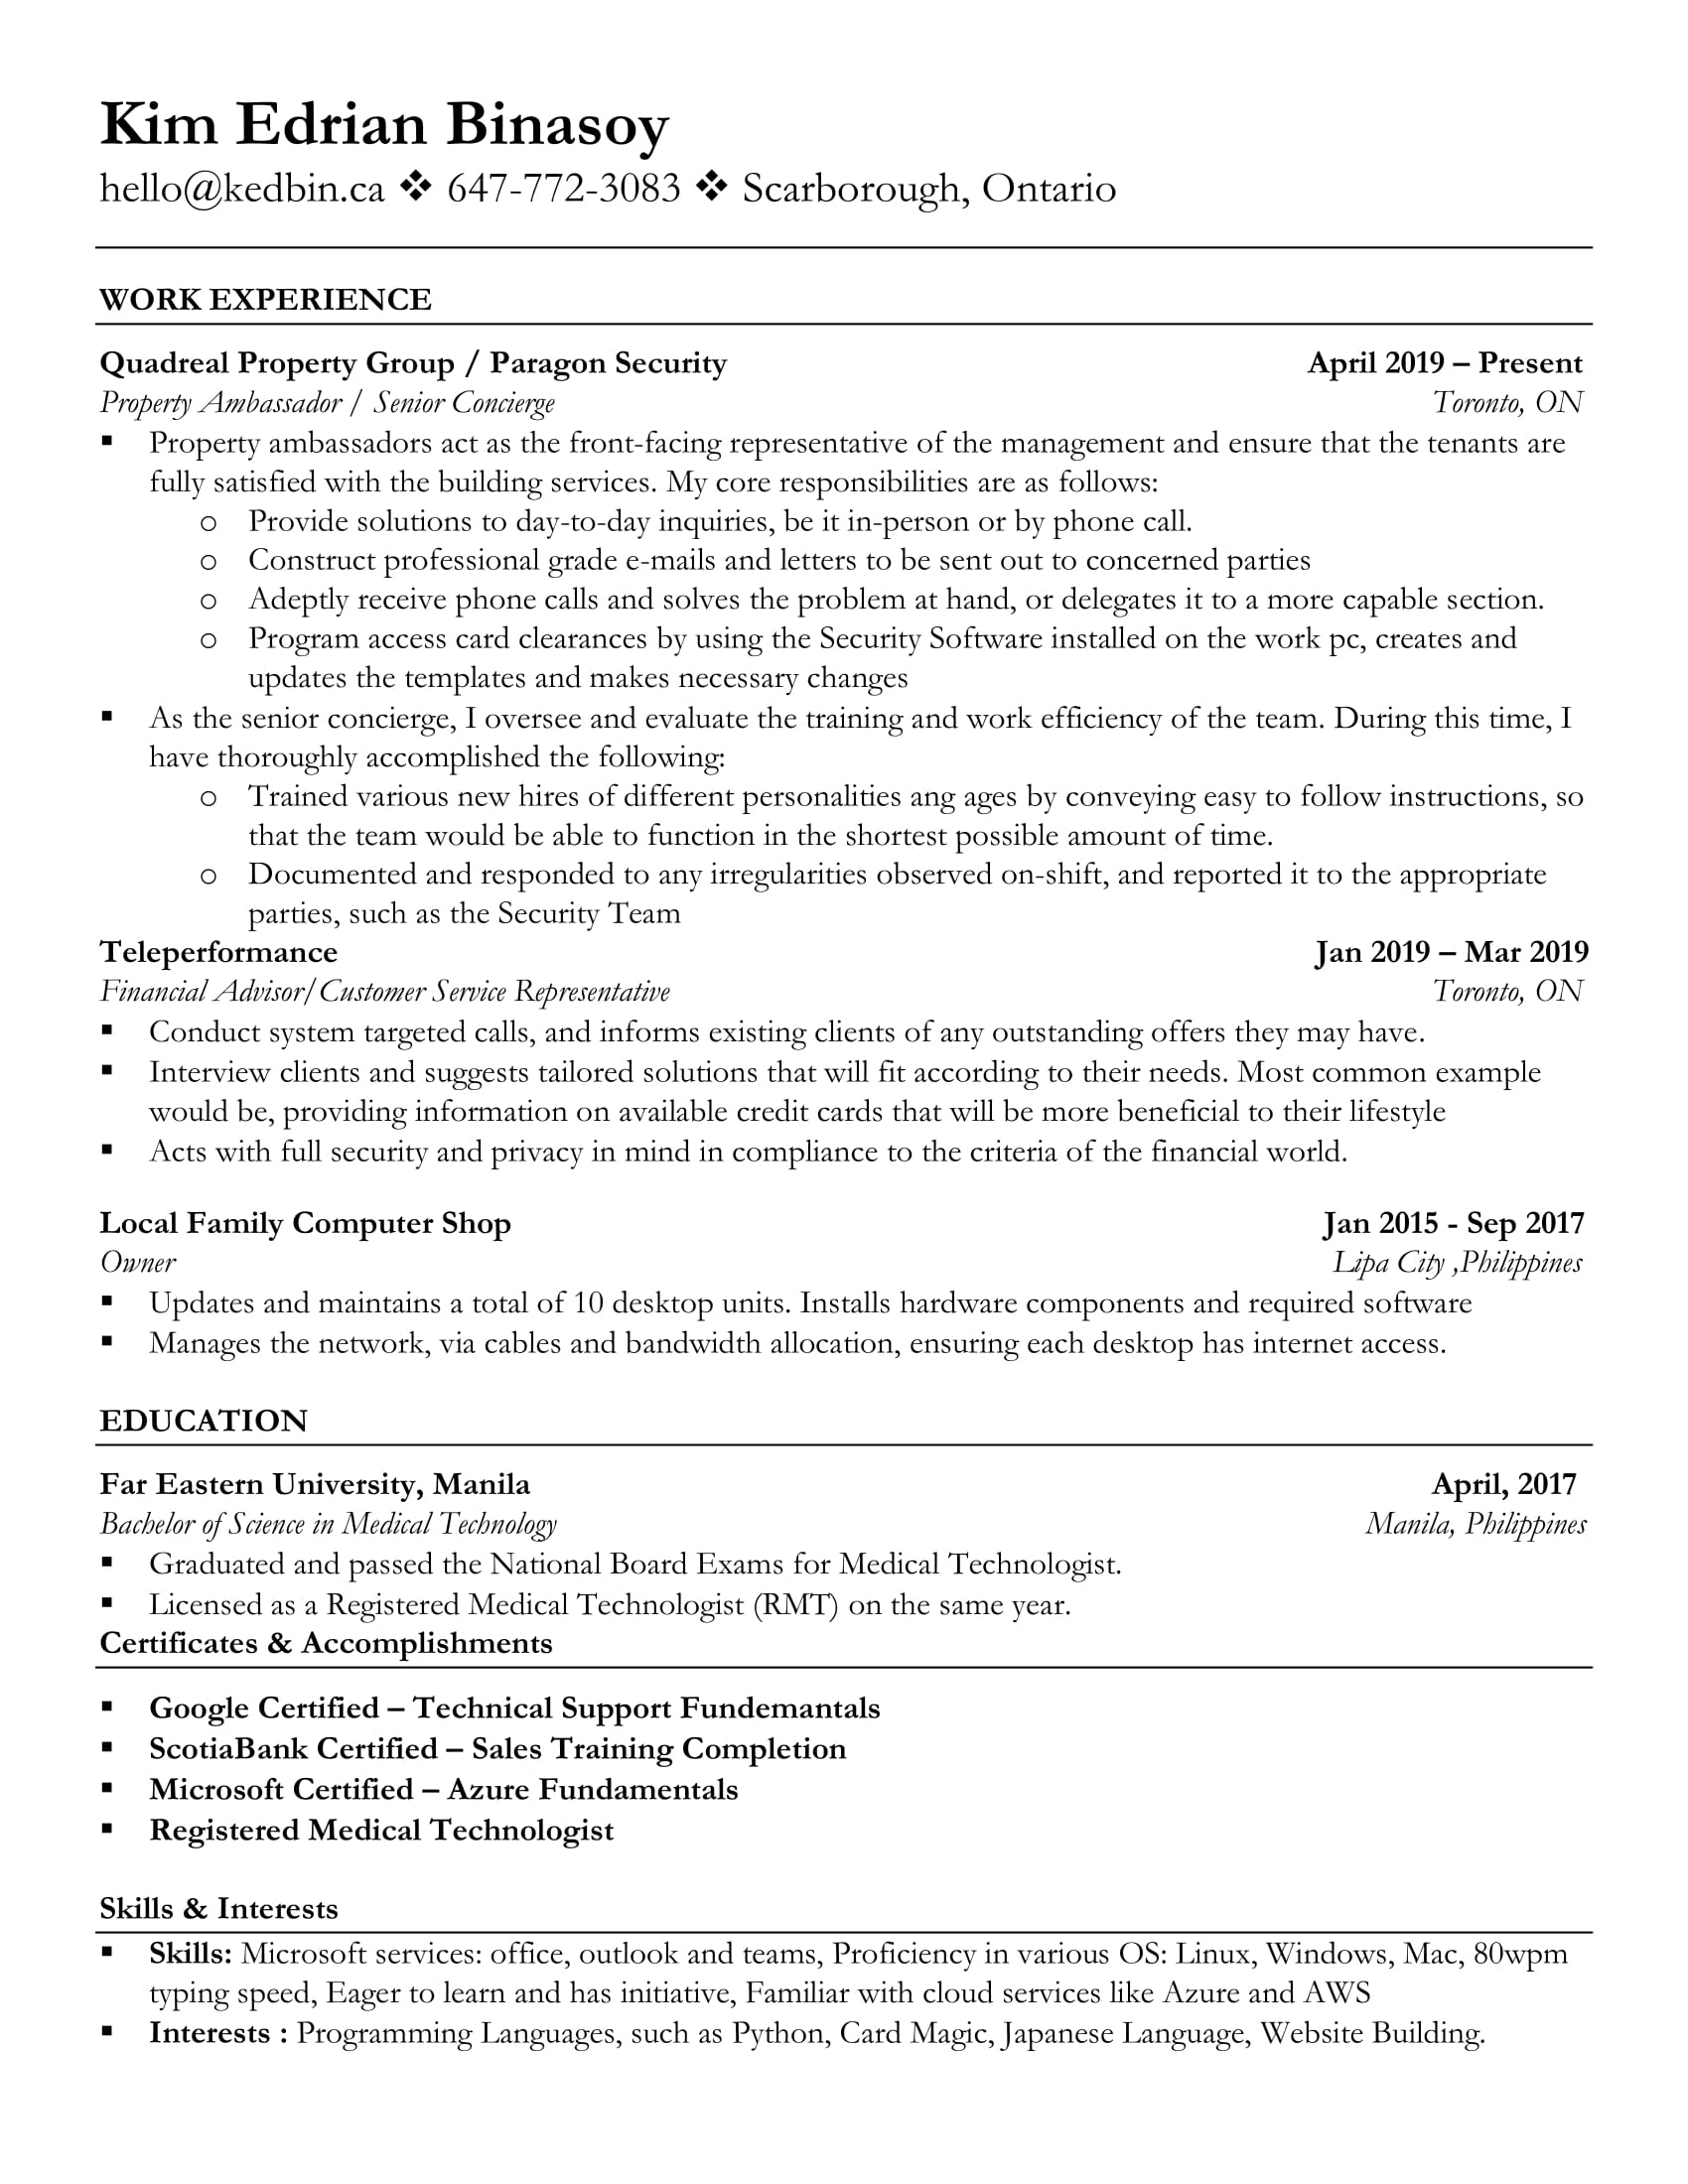 Kim Edrian Binasoy
hello@kedbin.ca ❖ 647-772-3083 ❖ Scarborough, Ontario
WORK EXPERIENCE
Quadreal Property Group / Paragon Security April 2019 – Present
Property Ambassador / Senior Concierge Toronto, ON
▪ Property ambassadors act as the front-facing representative of the management and ensure that the tenants are
fully satisfied with the building services. My core responsibilities are as follows:
o Provide solutions to day-to-day inquiries, be it in-person or by phone call.
o Construct professional grade e-mails and letters to be sent out to concerned parties
o Adeptly receive phone calls and solves the problem at hand, or delegates it to a more capable section.
o Program access card clearances by using the Security Software installed on the work pc, creates and
updates the templates and makes necessary changes
▪ As the senior concierge, I oversee and evaluate the training and work efficiency of the team. During this time, I
have thoroughly accomplished the following:
o Trained various new hires of different personalities ang ages by conveying easy to follow instructions, so
that the team would be able to function in the shortest possible amount of time.
o Documented and responded to any irregularities observed on-shift, and reported it to the appropriate
parties, such as the Security Team
Teleperformance Jan 2019 – Mar 2019
Financial Advisor/Customer Service Representative Toronto, ON
▪ Conduct system targeted calls, and informs existing clients of any outstanding offers they may have.
▪ Interview clients and suggests tailored solutions that will fit according to their needs. Most common example
would be, providing information on available credit cards that will be more beneficial to their lifestyle
▪ Acts with full security and privacy in mind in compliance to the criteria of the financial world.
Local Family Computer Shop Jan 2015 - Sep 2017
Owner Lipa City ,Philippines
▪ Updates and maintains a total of 10 desktop units. Installs hardware components and required software
▪ Manages the network, via cables and bandwidth allocation, ensuring each desktop has internet access.
EDUCATION
Far Eastern University, Manila April, 2017
Bachelor of Science in Medical Technology Manila, Philippines
▪ Graduated and passed the National Board Exams for Medical Technologist.
▪ Licensed as a Registered Medical Technologist (RMT) on the same year.
Certificates & Accomplishments
▪ Google Certified – Technical Support Fundemantals
▪ ScotiaBank Certified – Sales Training Completion
▪ Microsoft Certified – Azure Fundamentals
▪ Registered Medical Technologist
Skills & Interests
▪ Skills: Microsoft services: office, outlook and teams, Proficiency in various OS: Linux, Windows, Mac, 80wpm
typing speed, Eager to learn and has initiative, Familiar with cloud services like Azure and AWS
▪ Interests : Programming Languages, such as Python, Card Magic, Japanese Language, Website Building.